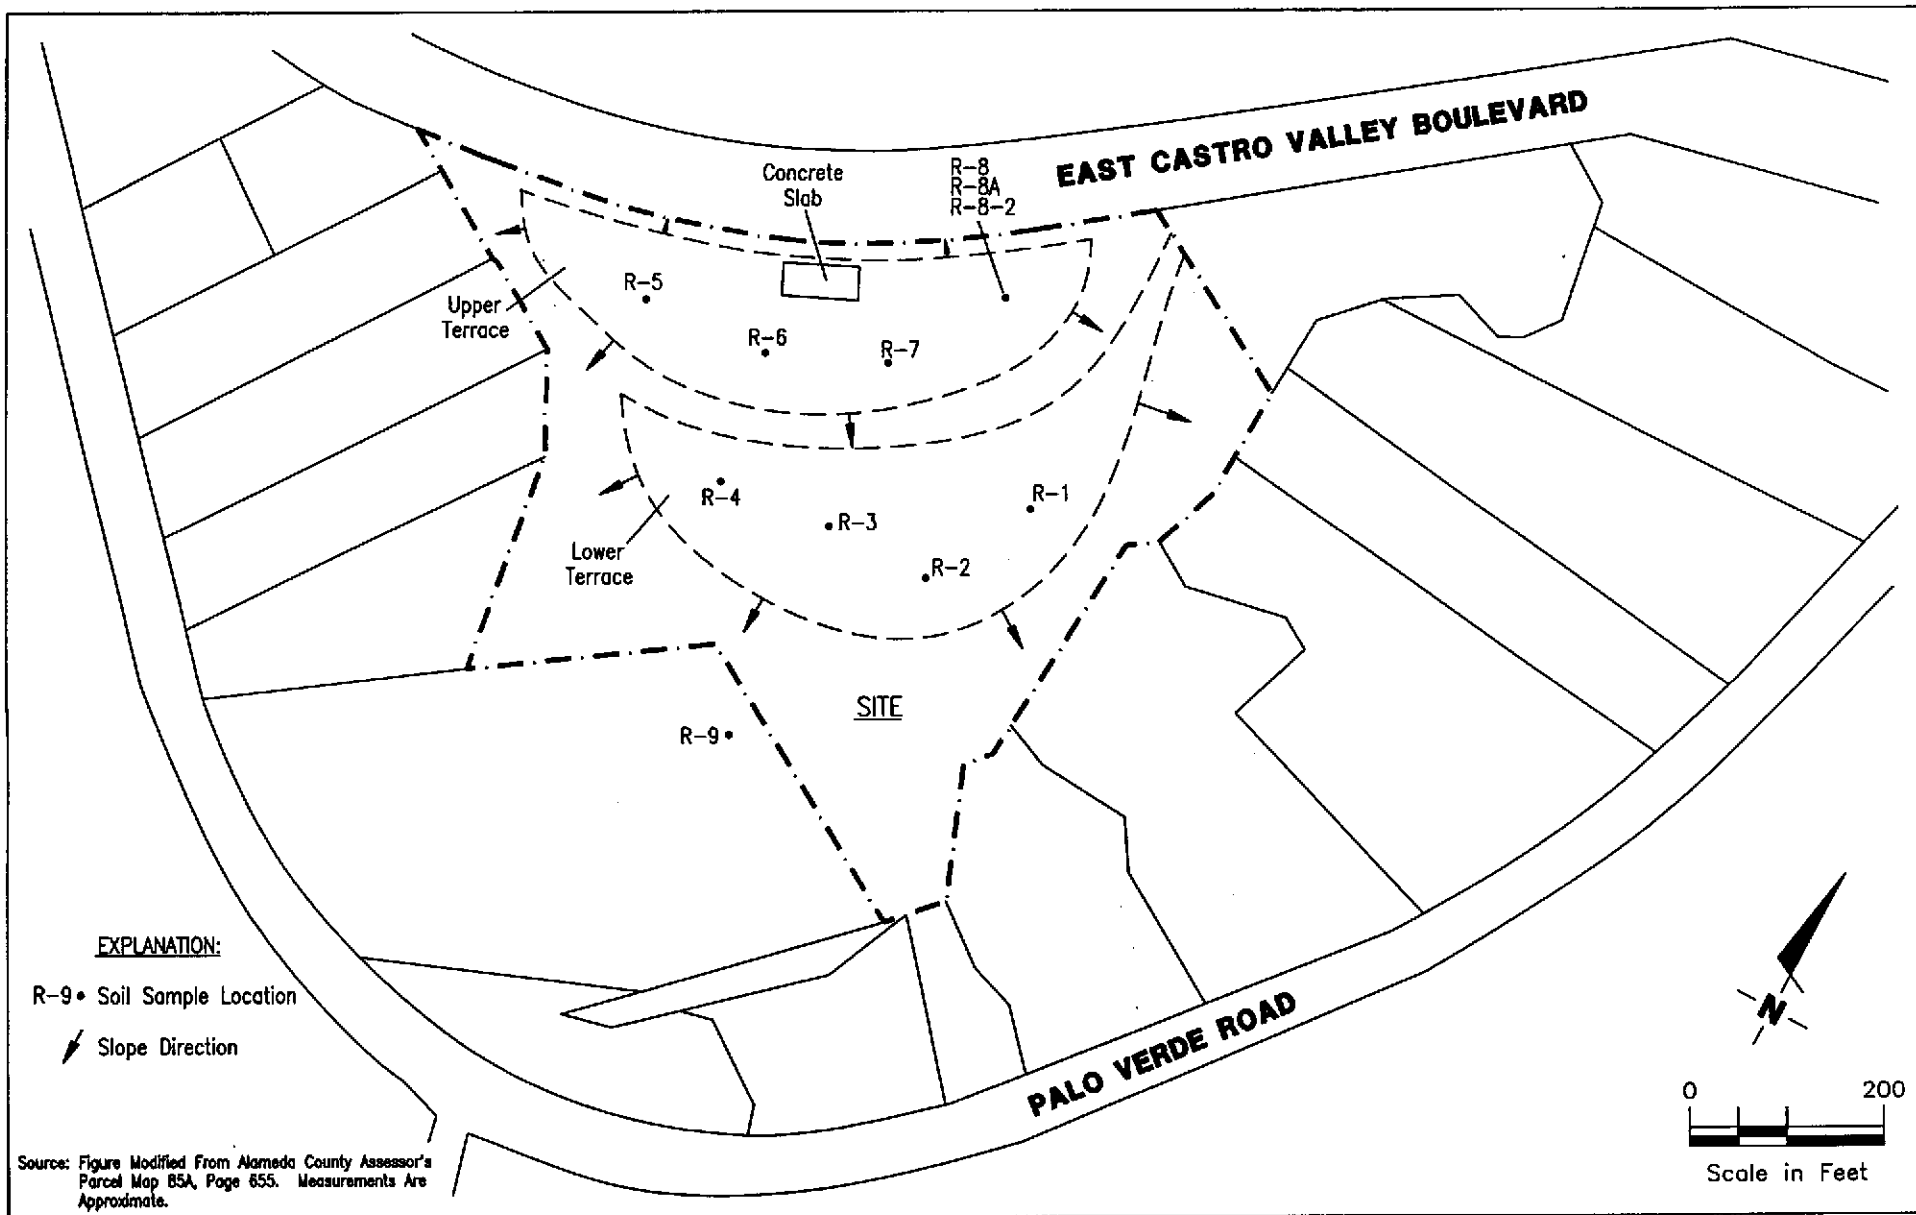 EAST CASTRO VALLEY BOULEVARD
Concrete
Slab
R-8
R-8A
R-8-2
R-5
Upper
Terrace
R-6
R-7
R-4
R-3
R-1
Lower
Terrace
R-2
SITE
R-9
EXPLANATION:
R-9 • Soil Sample Location
Slope Direction
PALO VERDE ROAD
N
0 200
Scale in Feet
Source: Figure Modified From Alameda County Assessor's
Parcel Map 85A, Page 655. Measurements Are
Approximate.